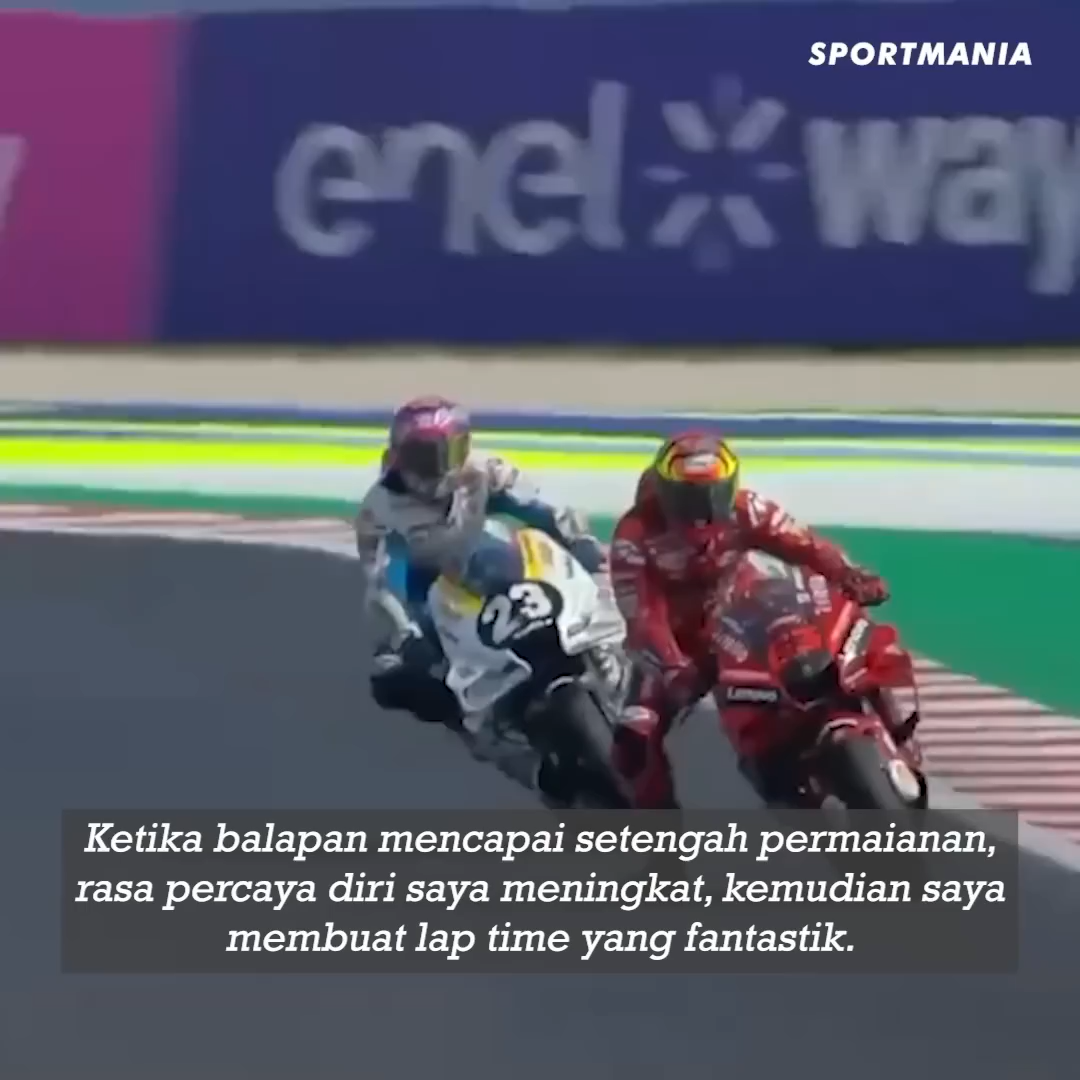 SPORTMANIA
enel way
23
Lenovo
Ketika balapan mencapai setengah permaianan,
rasa percaya diri saya meningkat, kemudian saya
membuat lap time yang fantastik.